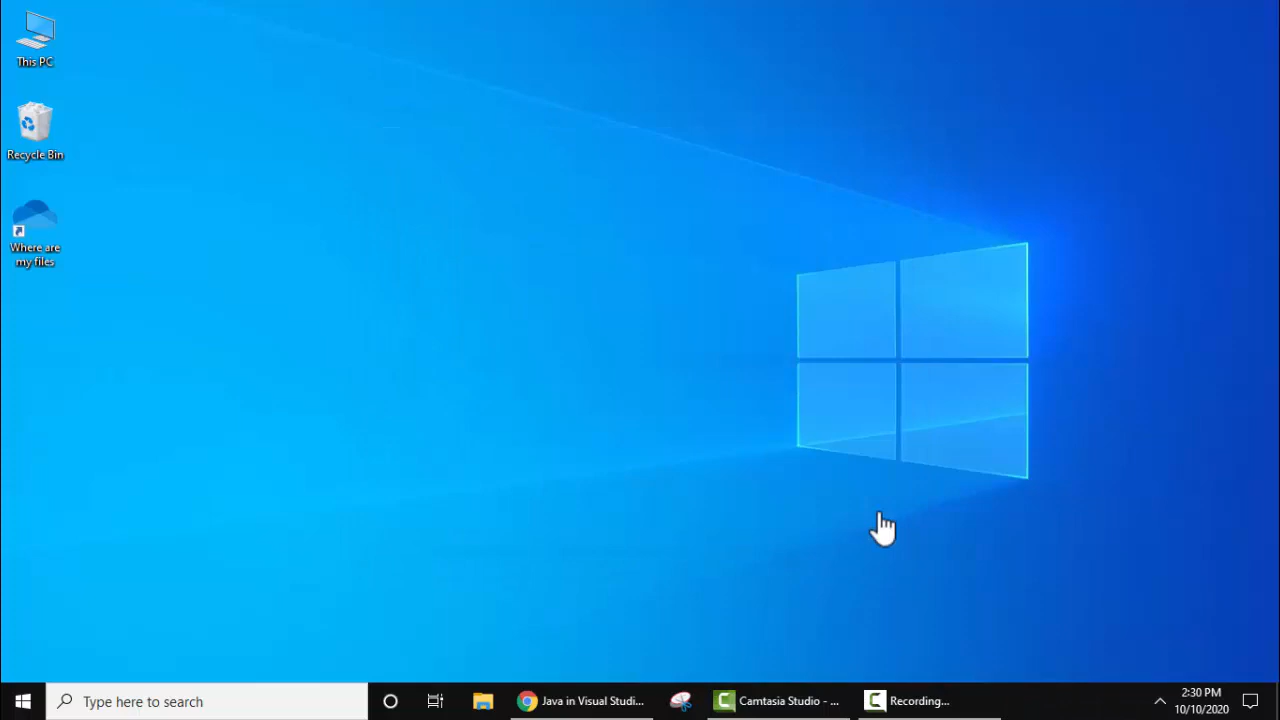 This PC
Recycle Bin
Where are
my files
Type here to search
Java in Visual Studi...
Camtasia Studio - ...
Recording...
2:30 PM
10/10/2020